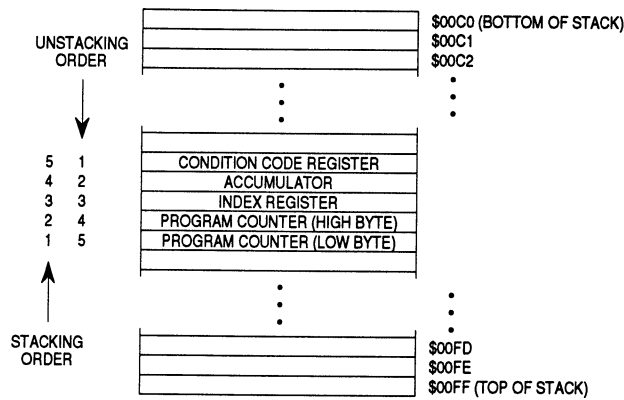 $00C0 (BOTTOM OF STACK)
UNSTACKING
ORDER
$00C1
$00C2
5 1 CONDITION CODE REGISTER
4 2 ACCUMULATOR
3 3 INDEX REGISTER
2 4 PROGRAM COUNTER (HIGH BYTE)
1 5 PROGRAM COUNTER (LOW BYTE)
STACKING
ORDER
$00FD
$00FE
$00FF (TOP OF STACK)